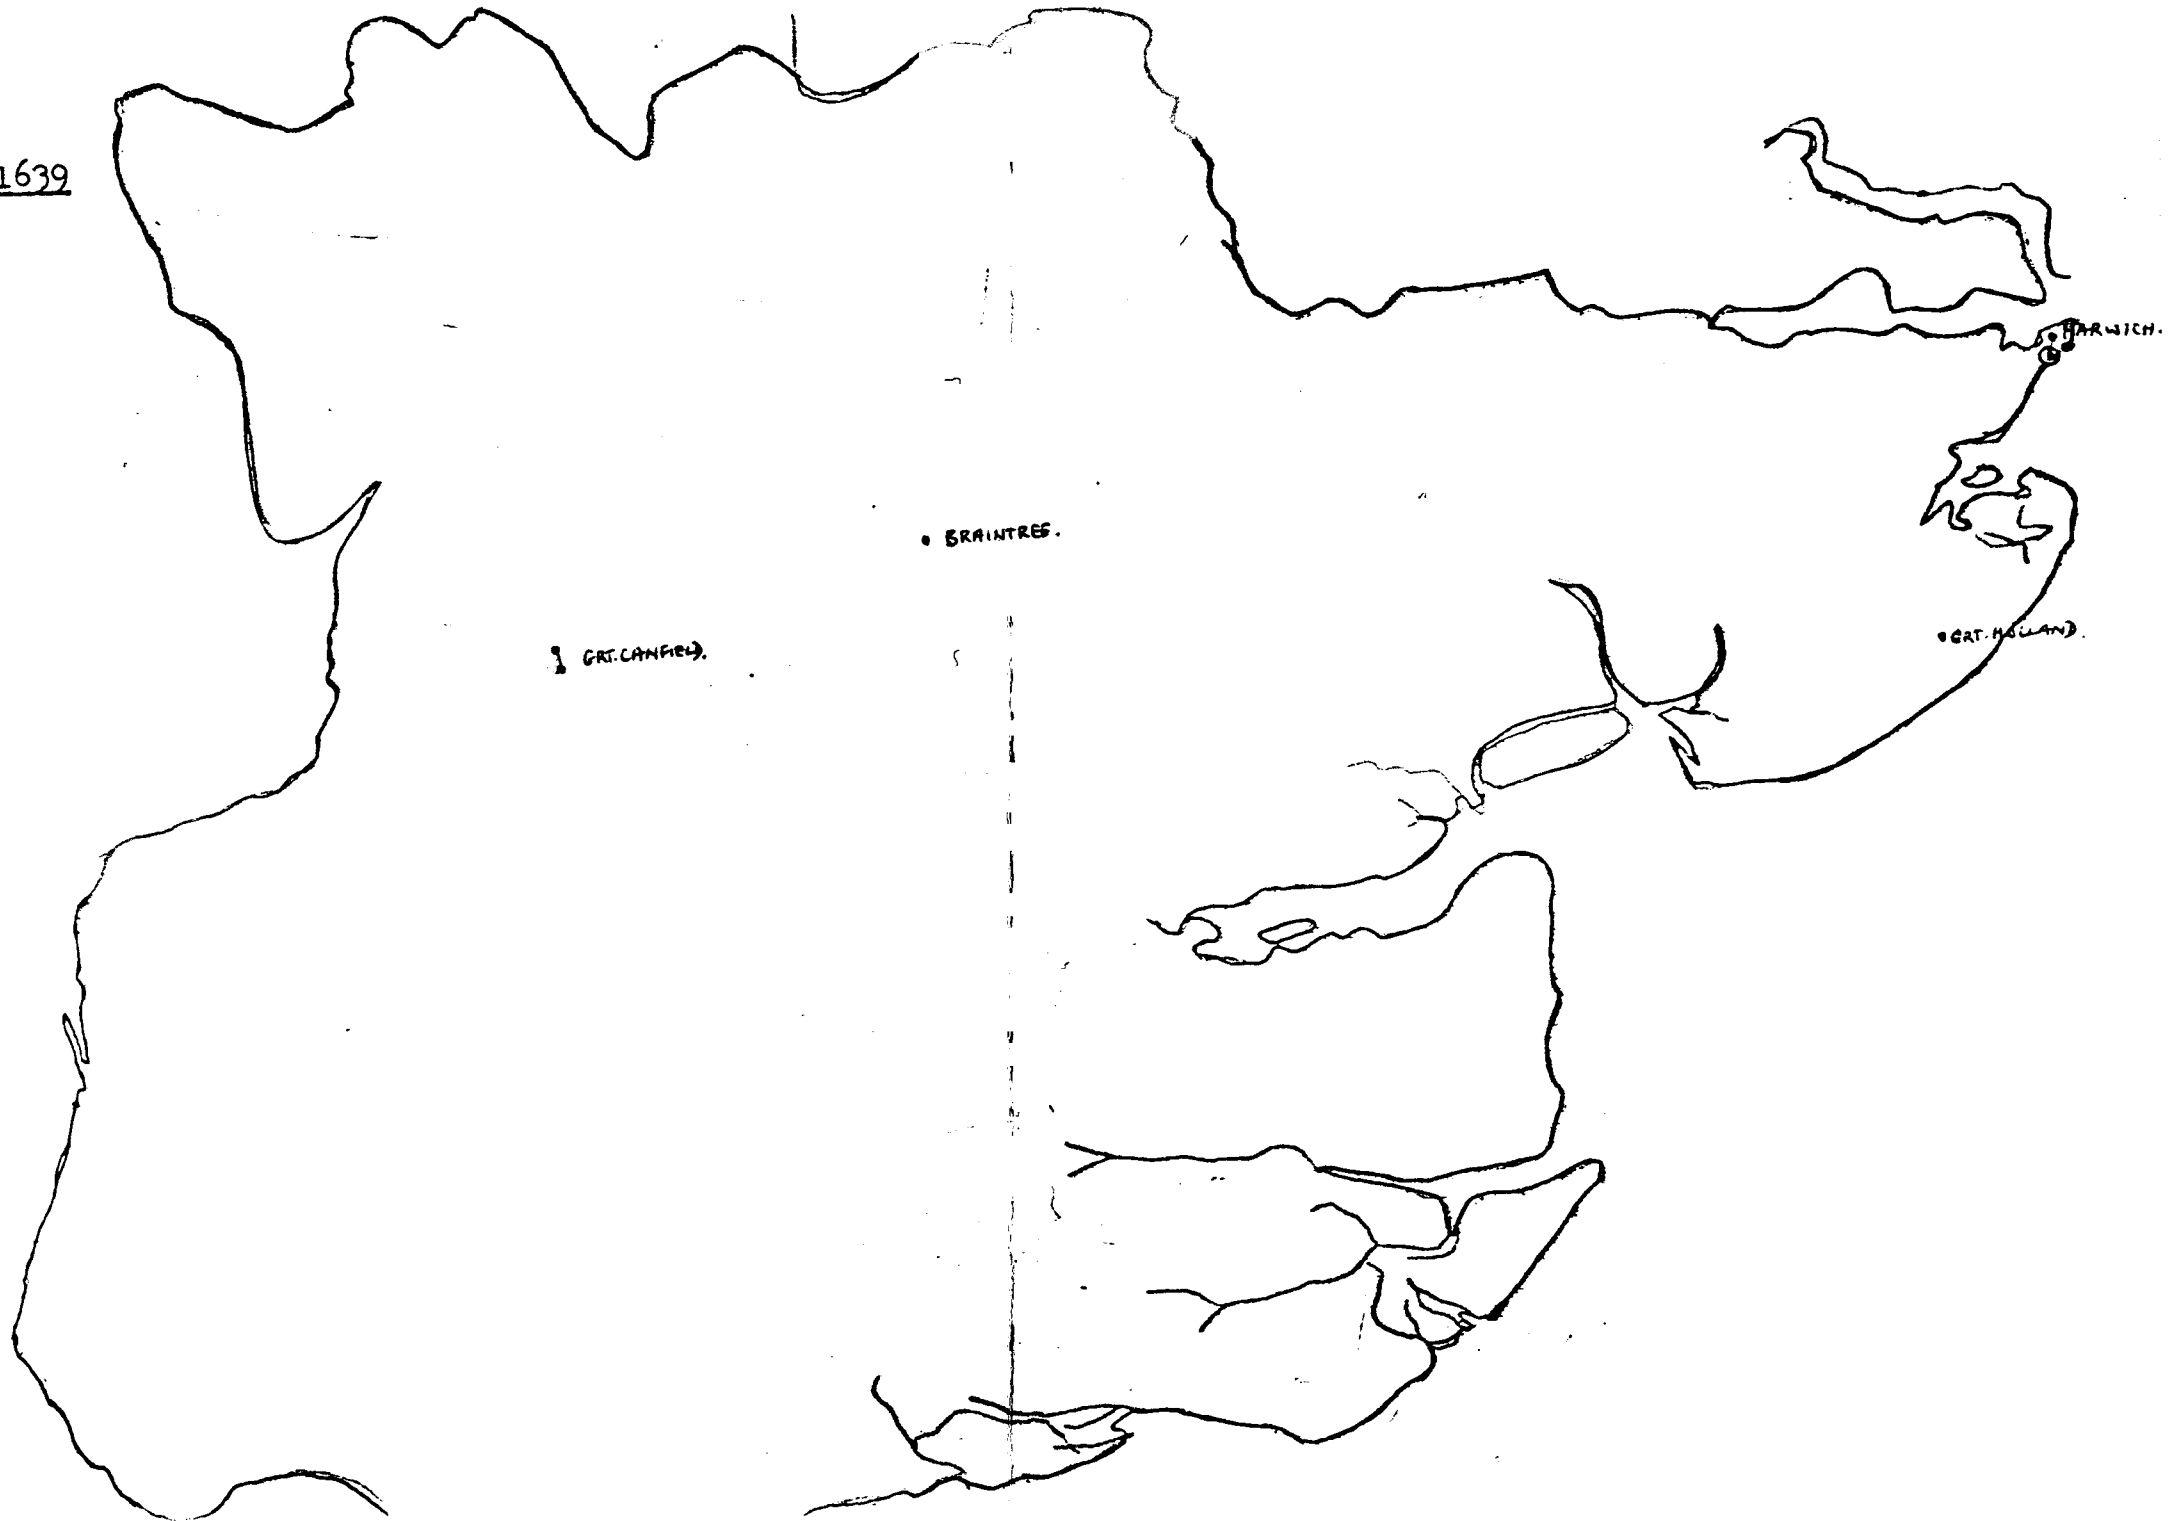 1639
HARWICH.
BRAINTREE.
GRT. HOLLAND.
GRT. CANFIELD.